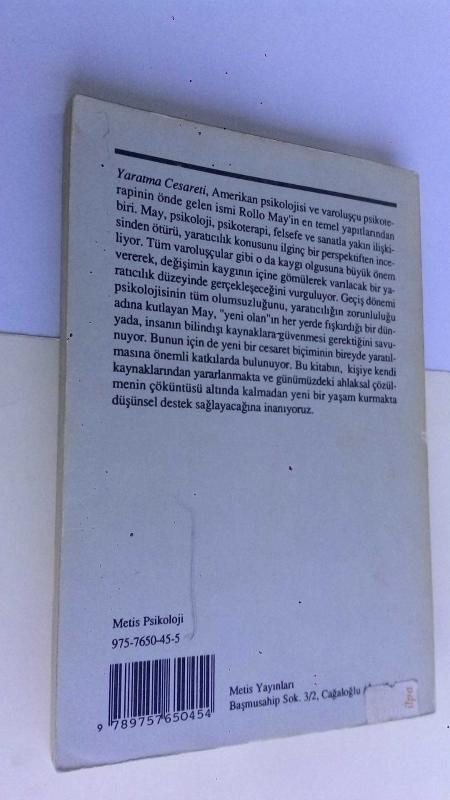 Yaratma Cesareti, Amerikan psikolojisi ve varoluşçu psikote-
rapinin önde gelen ismi Rollo May'in en temel yapıtlarından
biri. May, psikoloji, psikoterapi, felsefe ve sanatla yakın ilişki-
sinden ötürü, yaratıcılık konusunu ilginç bir perspektiften ince-
liyor. Tüm varoluşçular gibi o da kaygı olgusuna büyük önem
vererek, değişimin kaygının içine gömülerek varılacak bir ya-
ratıcılık düzeyinde gerçekleşeceğini vurguluyor. Geçiş dönemi
psikolojisinin tüm olumsuzluğunu, yaratıcılığın zorunluluğu
adına kutlayan May, "yeni olan"ın her yerde fışkırdığı bir dün-
yada, insanın bilindışı kaynaklara güvenmesi gerektiğini savu-
nuyor. Bunun için de yeni bir cesaret biçiminin bireyde yaratıl-
masına önemli katkılarda bulunuyor. Bu kitabın, kişiye kendi
kaynaklarından yararlanmakta ve günümüzdeki ahlaksal çözül-
menin çöküntüsü altında kalmadan yeni bir yaşam kurmakta
düşünsel destek sağlayacağına inanıyoruz.
Metis Psikoloji
975-7650-45-5
9 789757650454
Metis Yayınları
Başmusahip Sok. 3/2, Cağaloğlu